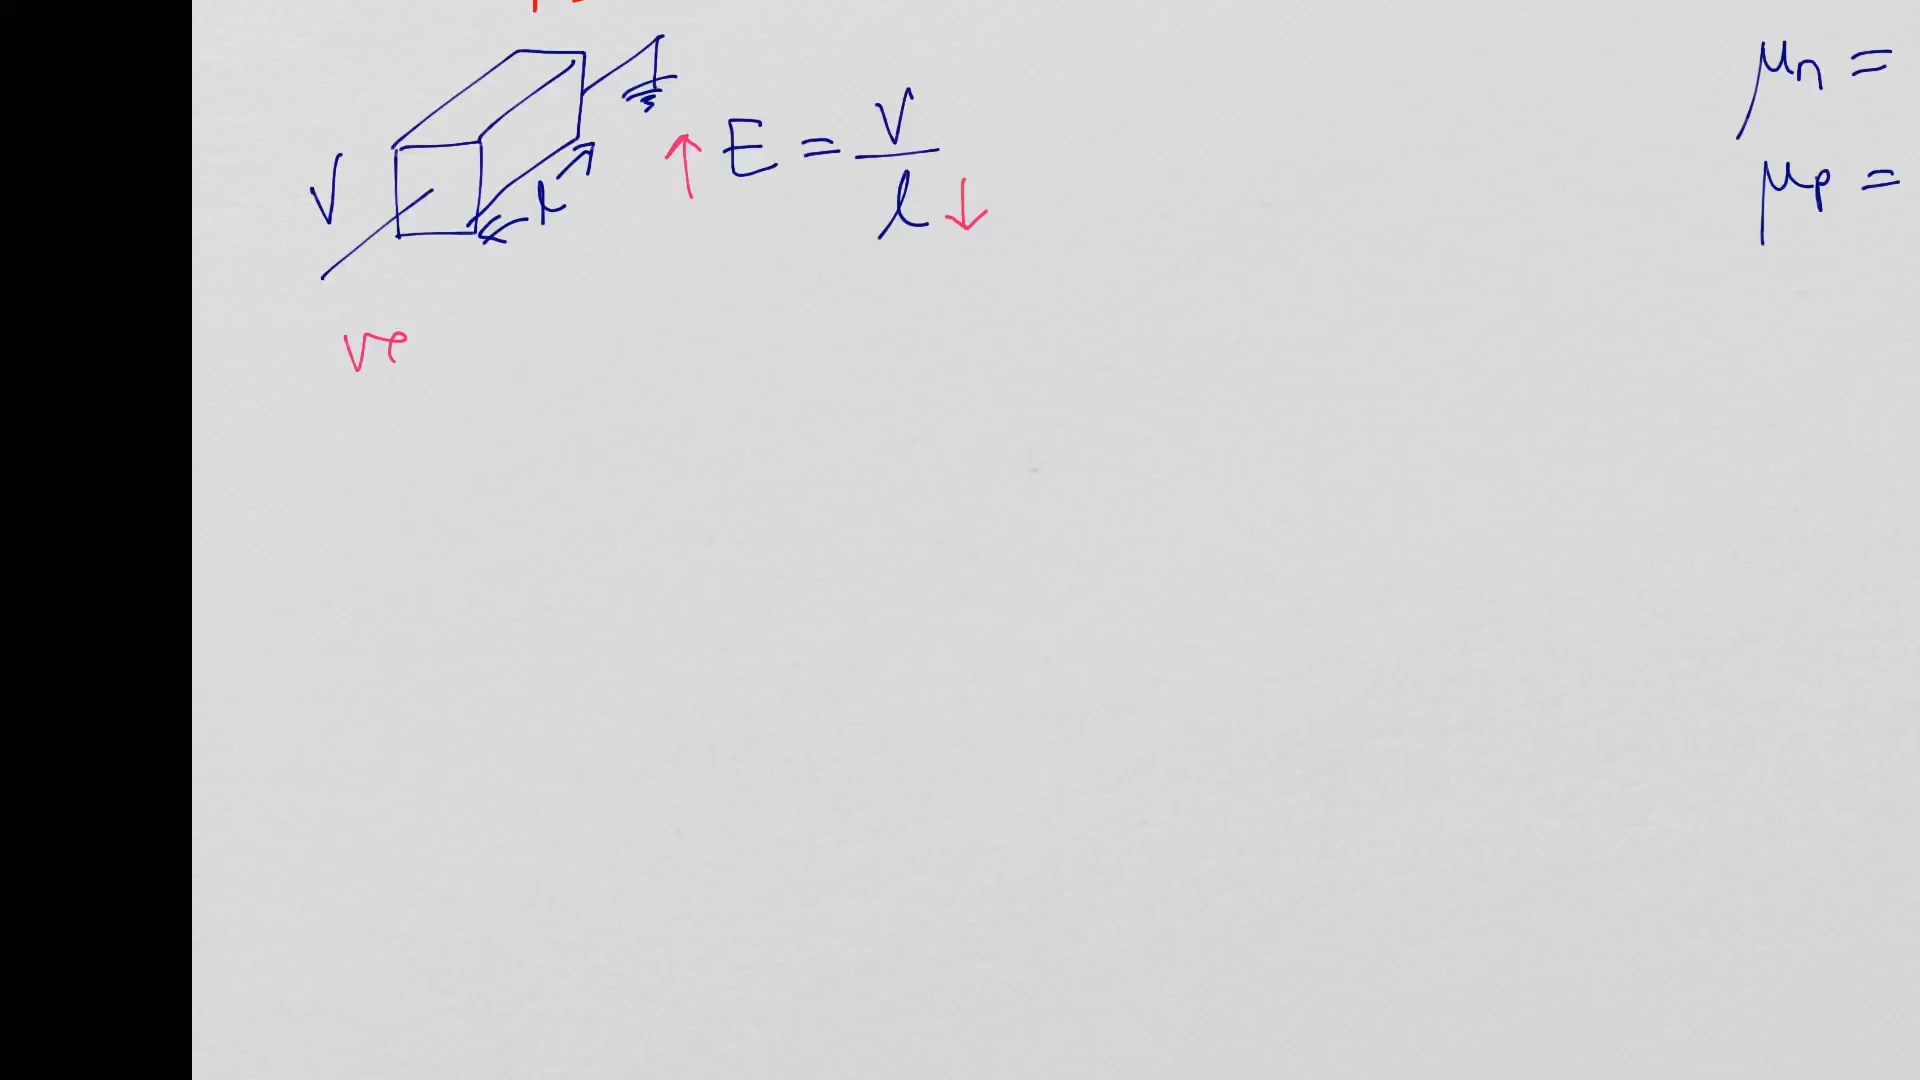 V
l
E = V/l
ve
μn =
μp =